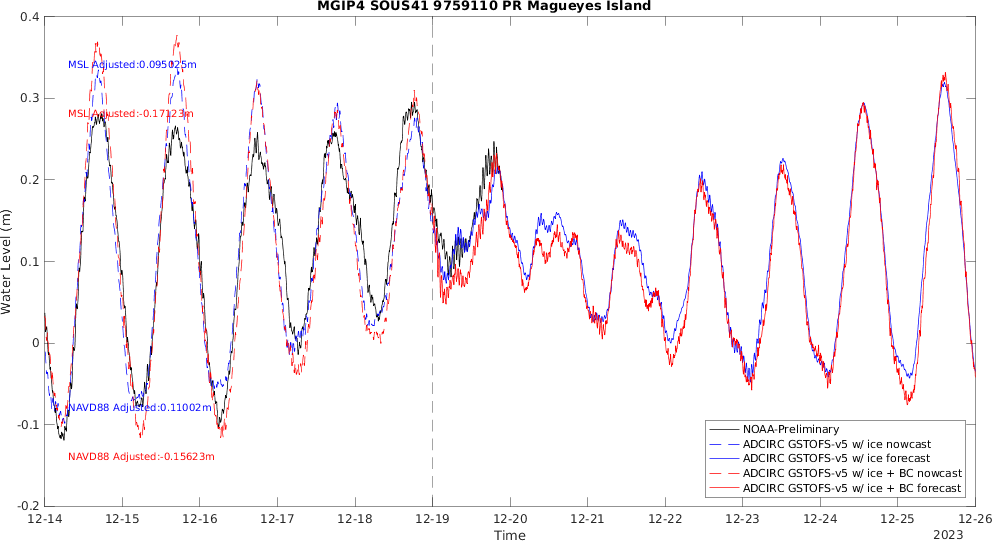 MGIP4 SOUS41 9759110 PR Magueyes Island
0.4
0.3
0.2
0.1
0
-0.1
-0.2
Water Level (m)
MSL Adjusted:0.095025m
MSL Adjusted:-0.17123m
NAVD88 Adjusted:0.11002m
NAVD88 Adjusted:-0.15623m
NOAA-Preliminary
ADCIRC GSTOFS-v5 w/ ice nowcast
ADCIRC GSTOFS-v5 w/ ice forecast
ADCIRC GSTOFS-v5 w/ ice + BC nowcast
ADCIRC GSTOFS-v5 w/ ice + BC forecast
12-14 12-15 12-16 12-17 12-18 12-19 12-20 12-21 12-22 12-23 12-24 12-25 12-26
Time
2023